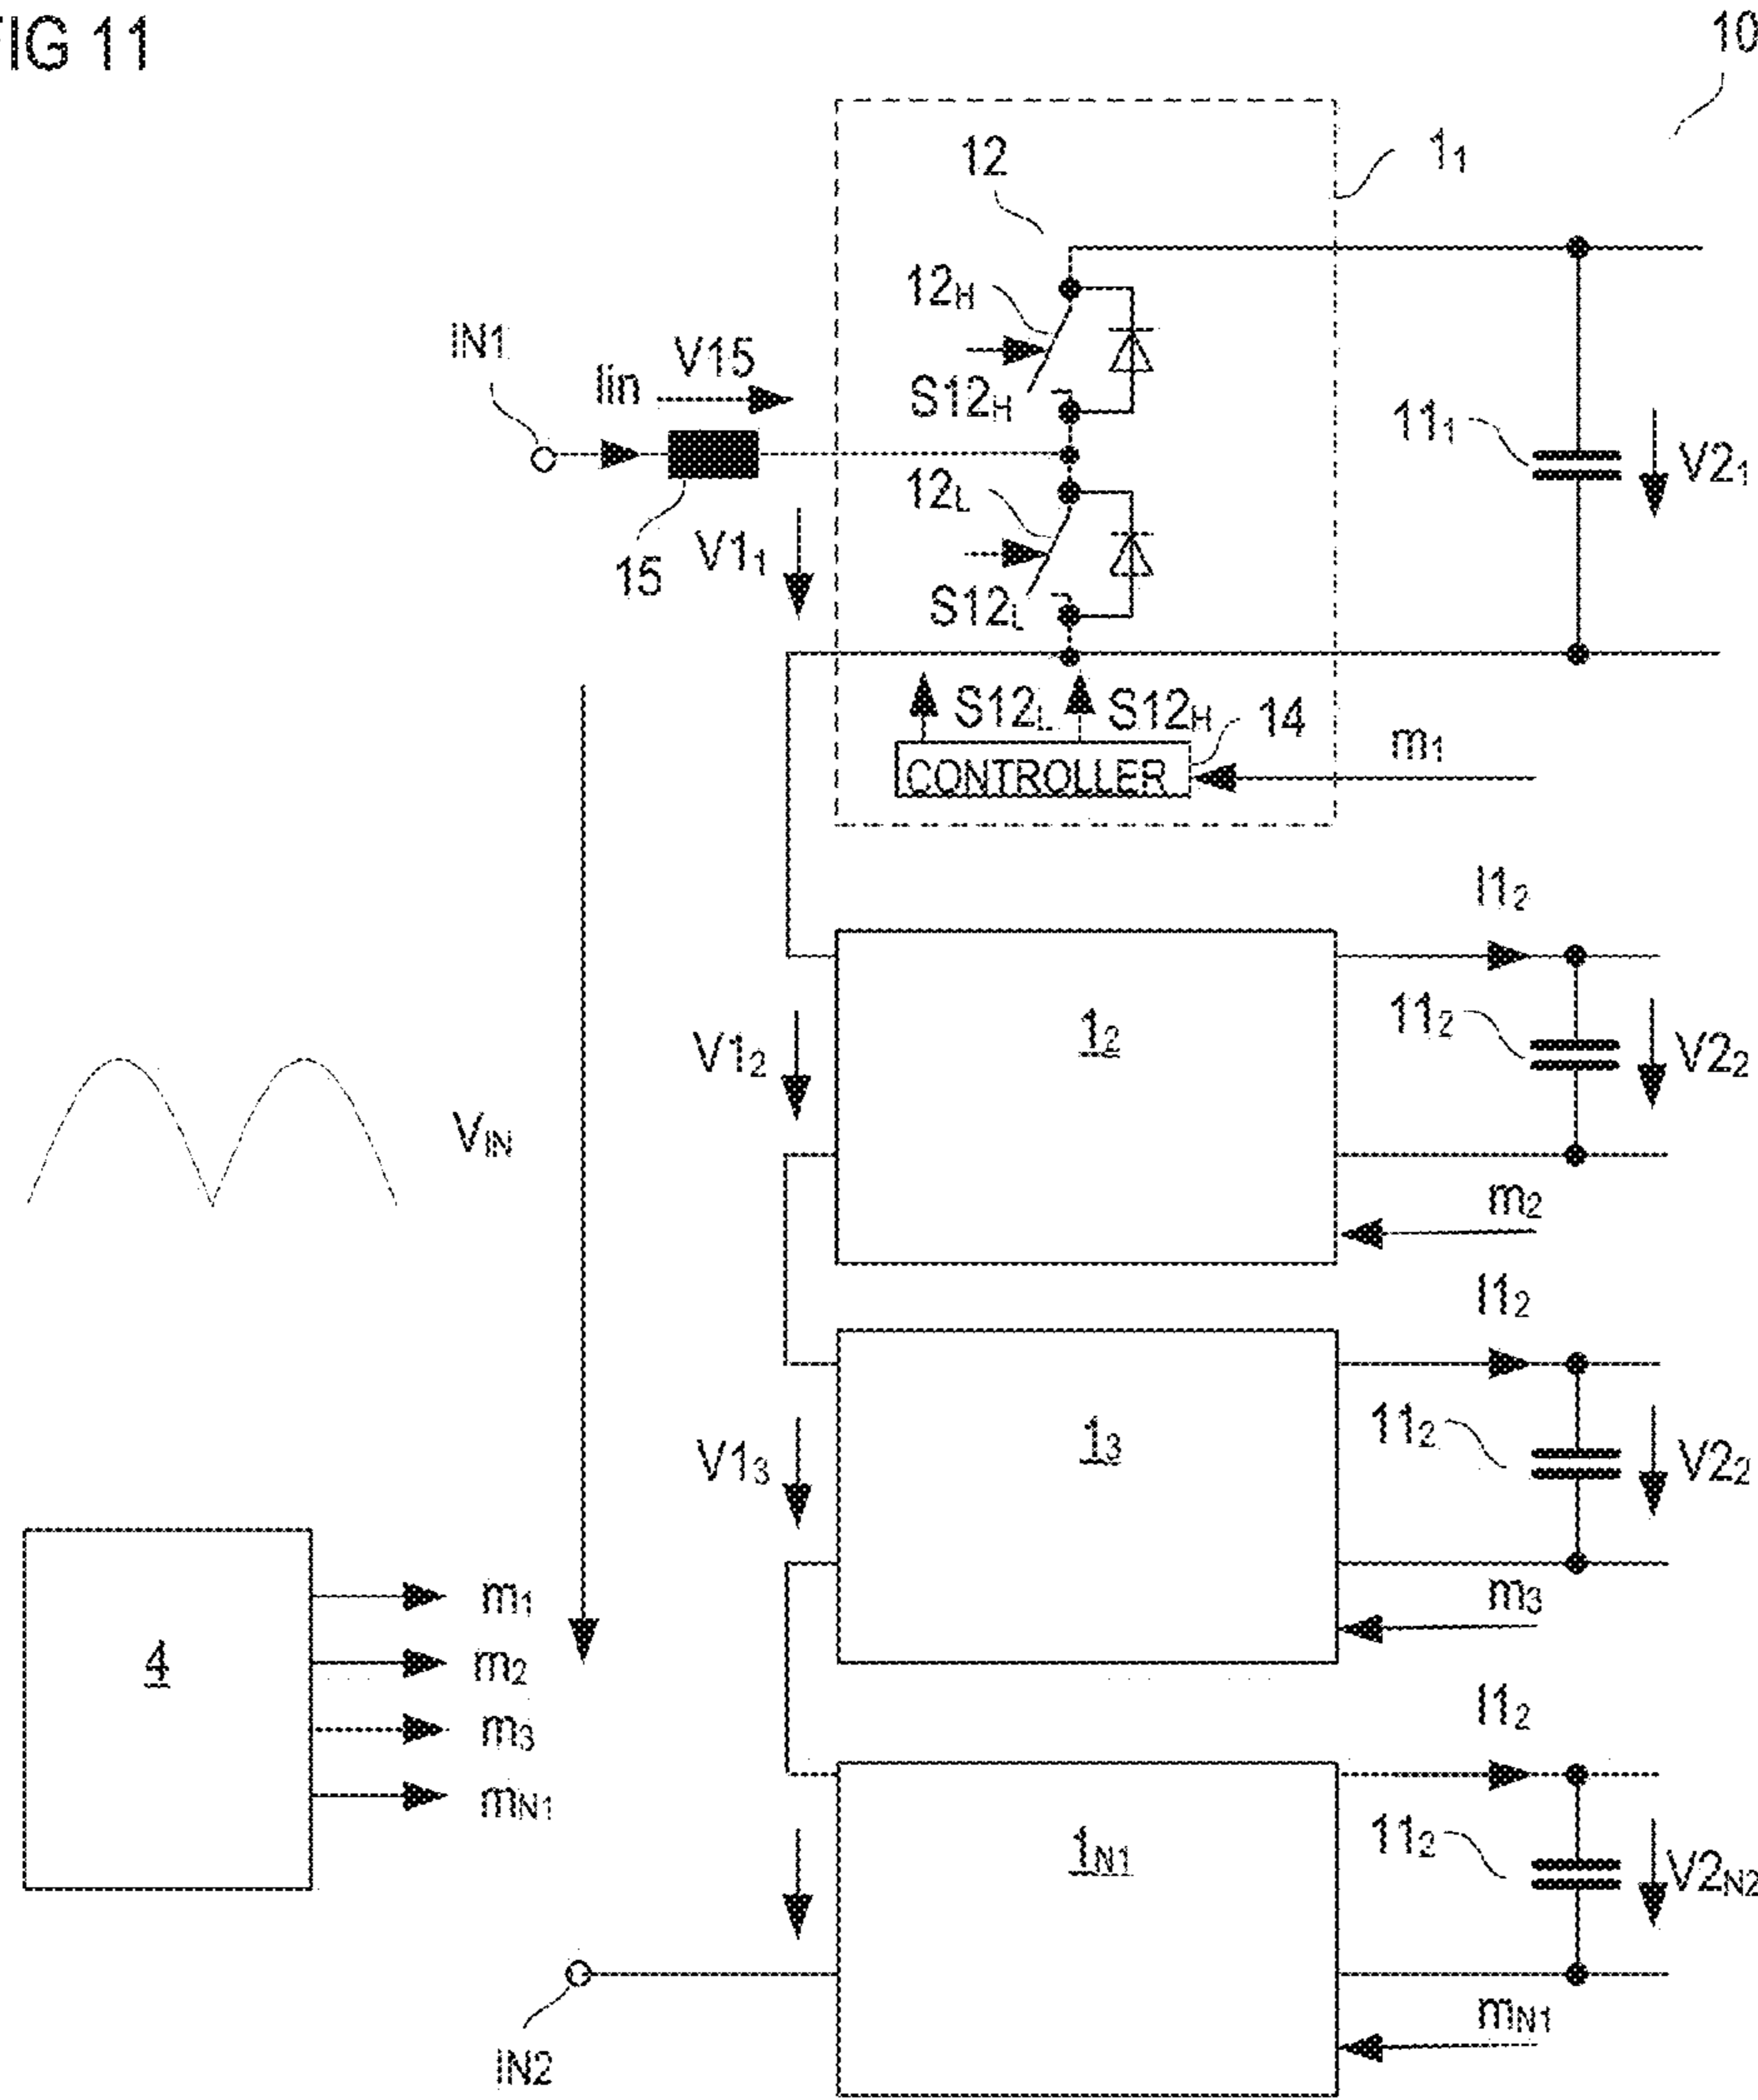 FIG 11
10
1₁
12
12H
IN1
Iin
V15
S12H
11₁
V2₁
12L
15
V1₁
S12L
S12L
S12H
14
m₁
CONTROLLER
I1₂
1₂
11₂
V1₂
V2₂
VIN
m₂
I1₂
1₃
11₂
V1₃
V2₂
m₁
m₃
4
m₂
m₃
I1₂
mN1
1N1
11₂
V2N2
mN1
IN2